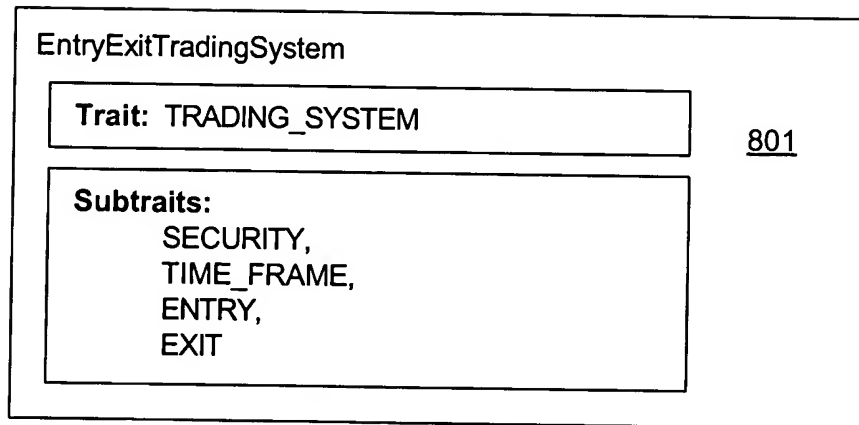 EntryExitTradingSystem
Trait: TRADING_SYSTEM
801
Subtraits:
SECURITY,
TIME_FRAME,
ENTRY,
EXIT